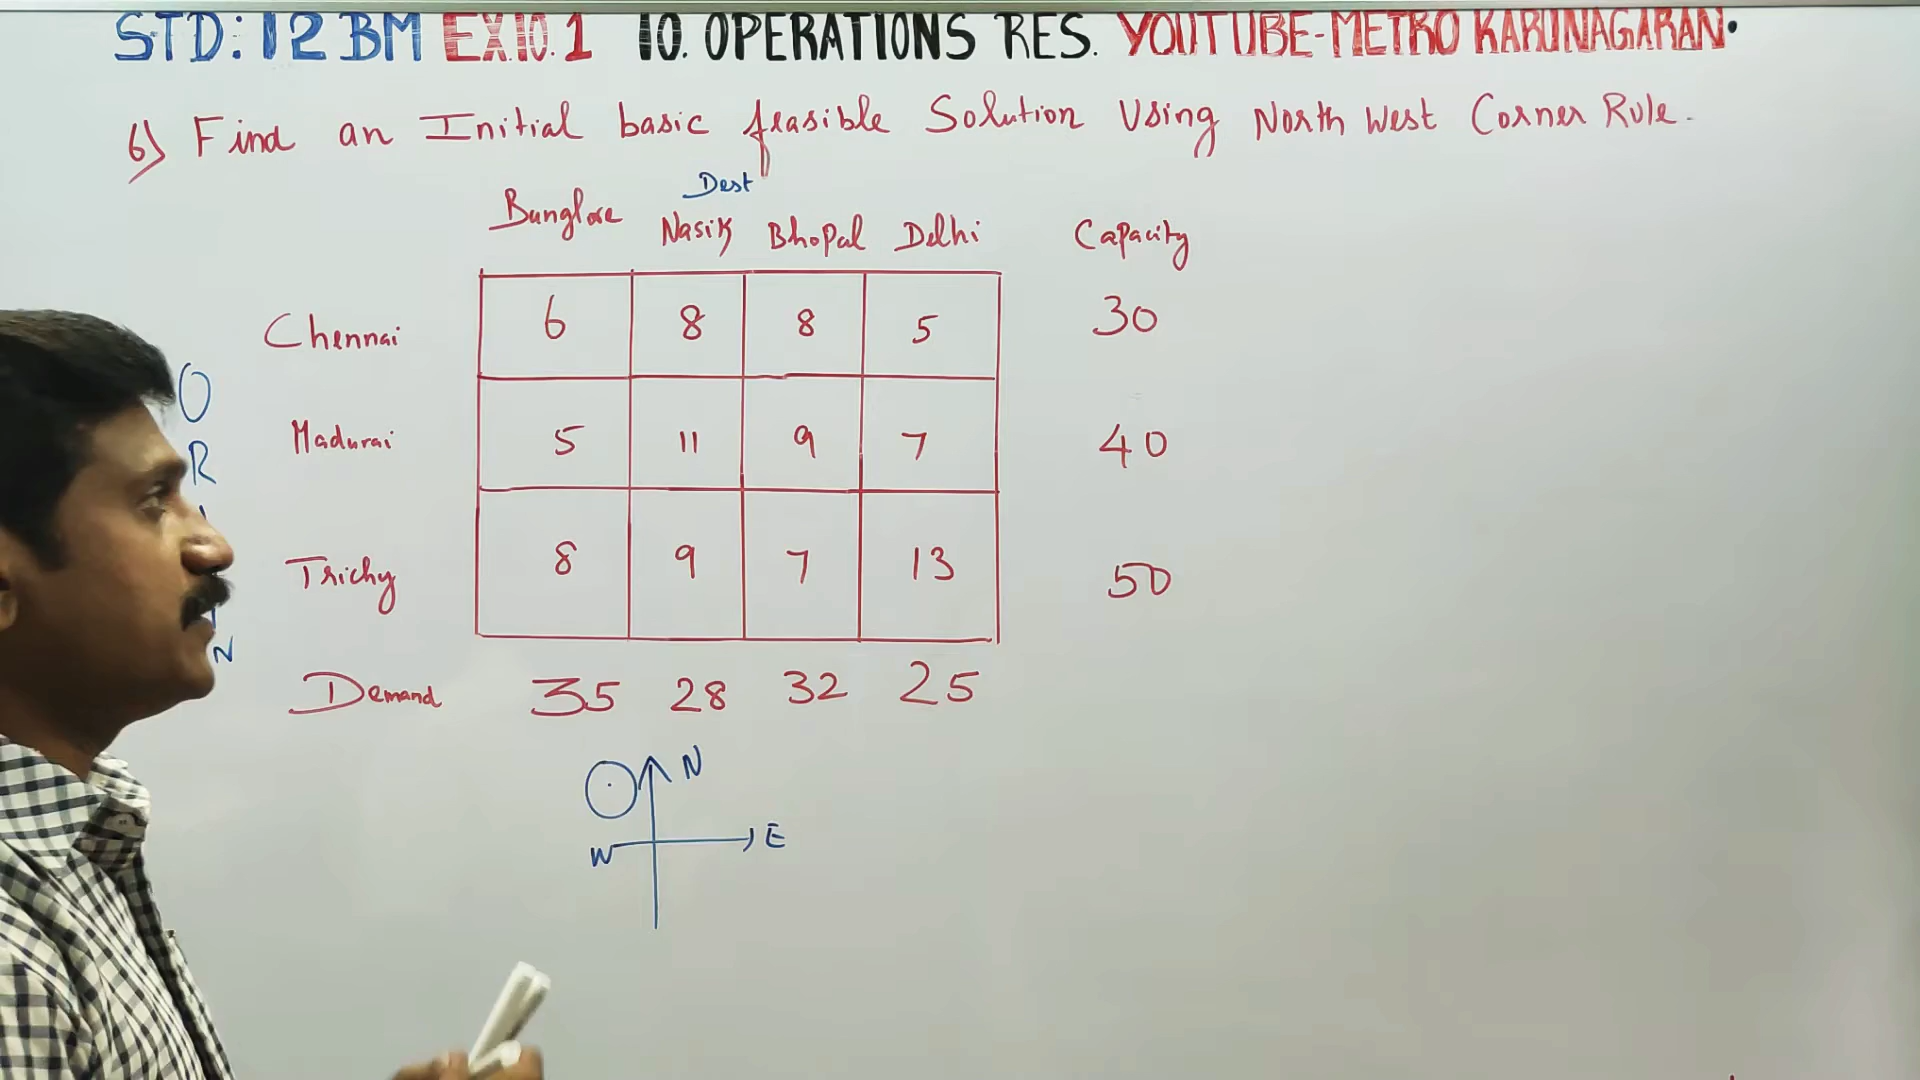 STD: 12 BM EX.10.1 10. OPERATIONS RES. YOUTUBE-METRO KARUNAGARAN.
6) Find an Initial basic feasible Solution Using North West Corner Rule.
Dest
Banglore Nasik Bhopal Delhi Capacity
Chennai 6 8 8 5 30
O
R
Madurai 5 11 9 7 40
Trichy 8 9 7 13 50
N
Demand 35 28 32 25
N
W E